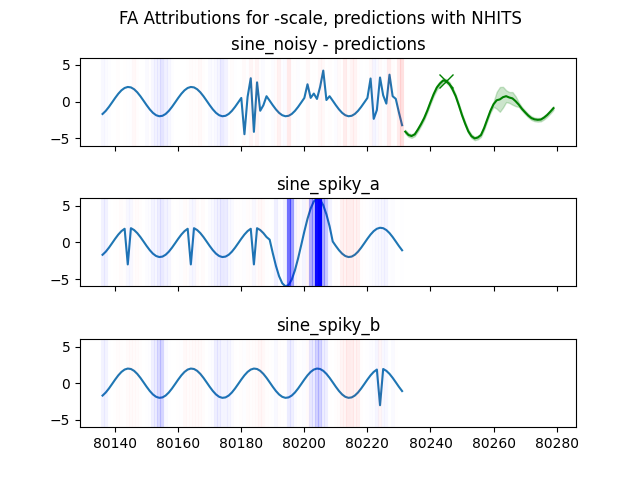 FA Attributions for -scale, predictions with NHITS
sine_noisy - predictions
5
0
−5
sine_spiky_a
5
0
−5
sine_spiky_b
5
0
−5
80140 80160 80180 80200 80220 80240 80260 80280